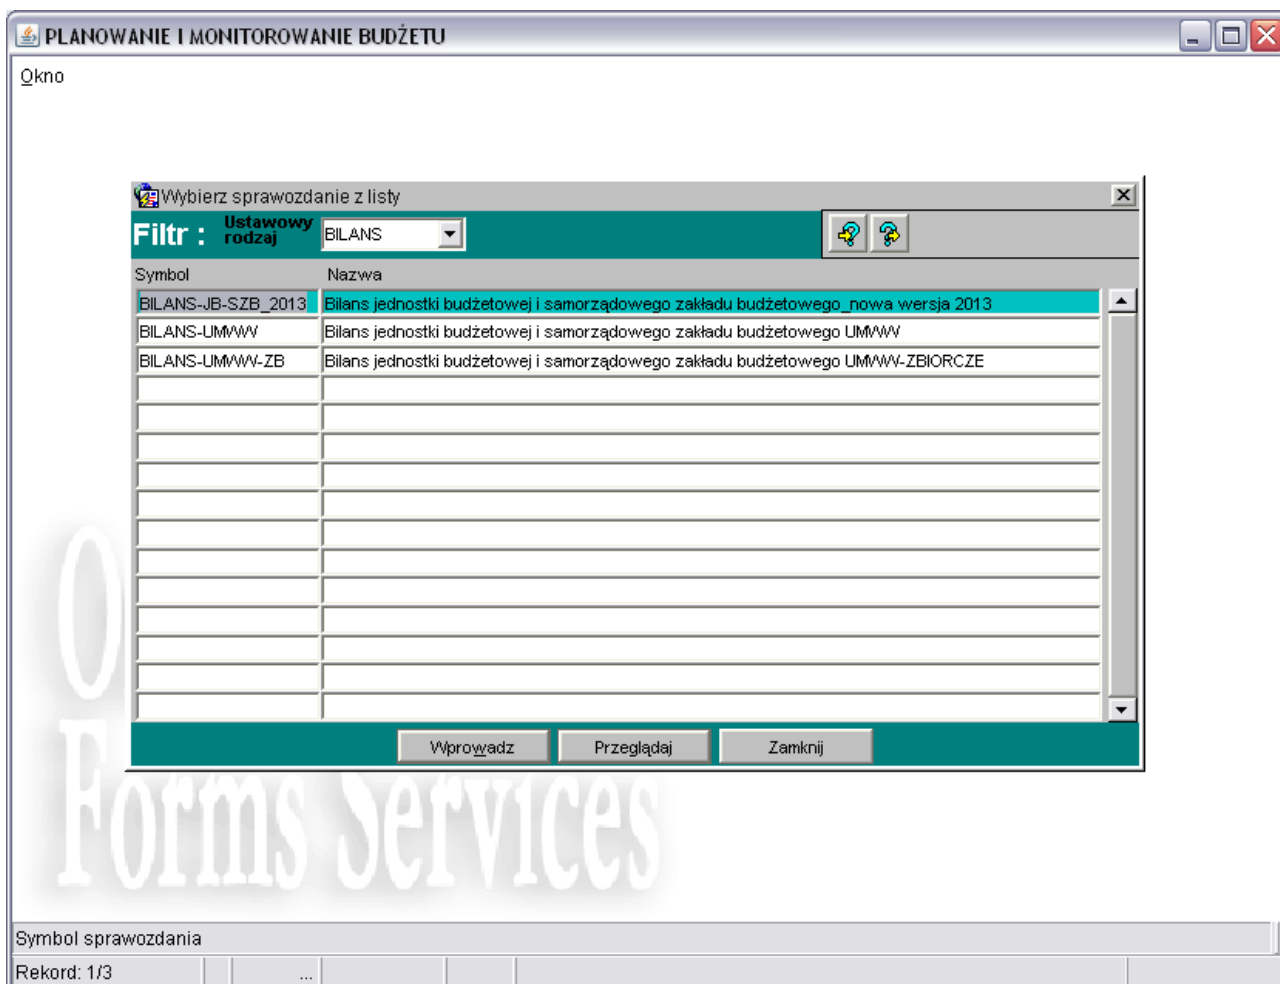 PLANOWANIE I MONITOROWANIE BUDŻETU
Okno
Wybierz sprawozdanie z listy
Filtr : Ustawowy rodzaj BILANS
Symbol Nazwa
BILANS-JB-SZB_2013 Bilans jednostki budżetowej i samorządowego zakładu budżetowego_nowa wersja 2013
BILANS-UMWW Bilans jednostki budżetowej i samorządowego zakładu budżetowego UMWW
BILANS-UMWW-ZB Bilans jednostki budżetowej i samorządowego zakładu budżetowego UMWW-ZBIORCZE
Wprowadz Przeglądaj Zamknij
Forms Services
Symbol sprawozdania
Rekord: 1/3 ...